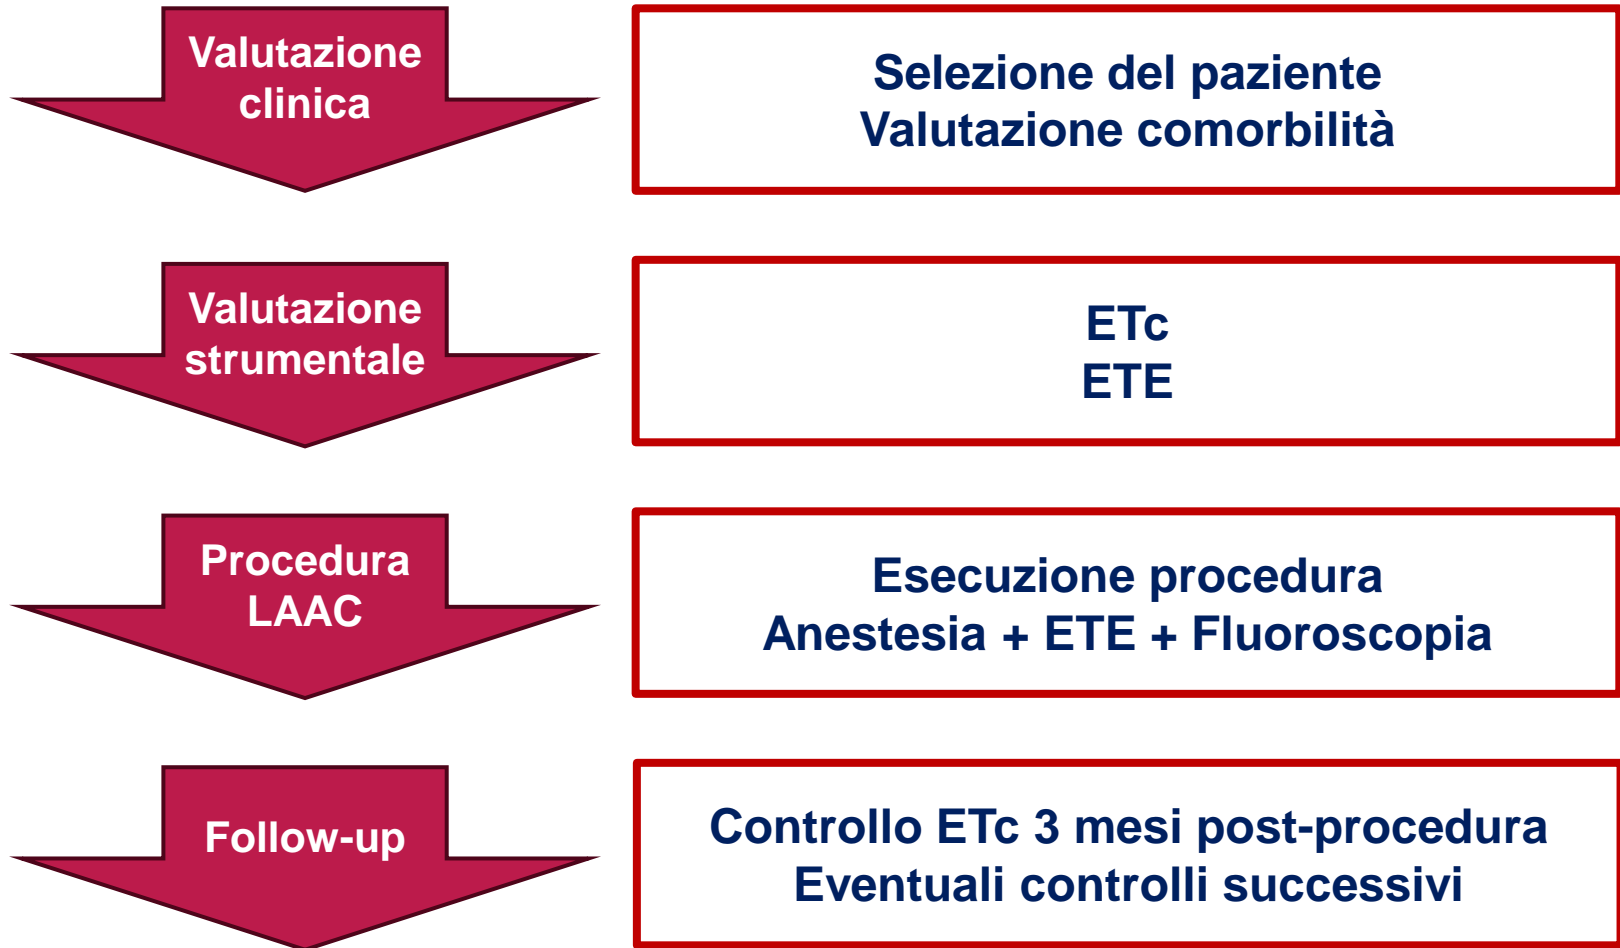 Valutazione
clinica
Selezione del paziente
Valutazione comorbilità
Valutazione
strumentale
ETc
ETE
Procedura
LAAC
Esecuzione procedura
Anestesia + ETE + Fluoroscopia
Follow-up
Controllo ETc 3 mesi post-procedura
Eventuali controlli successivi